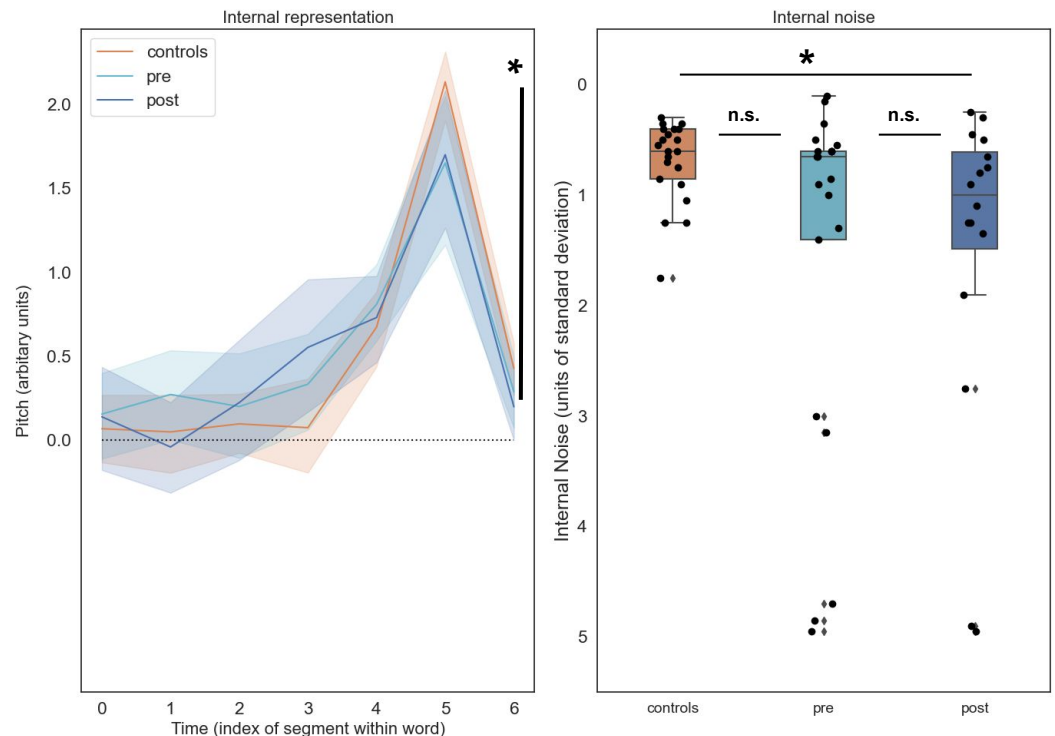 Internal representation
controls
pre
post
*
2.0
1.5
1.0
0.5
0.0
Pitch (arbitary units)
0 1 2 3 4 5 6
Time (index of segment within word)
Internal noise
*
n.s. n.s.
0
1
2
3
4
5
Internal Noise (units of standard deviation)
controls pre post